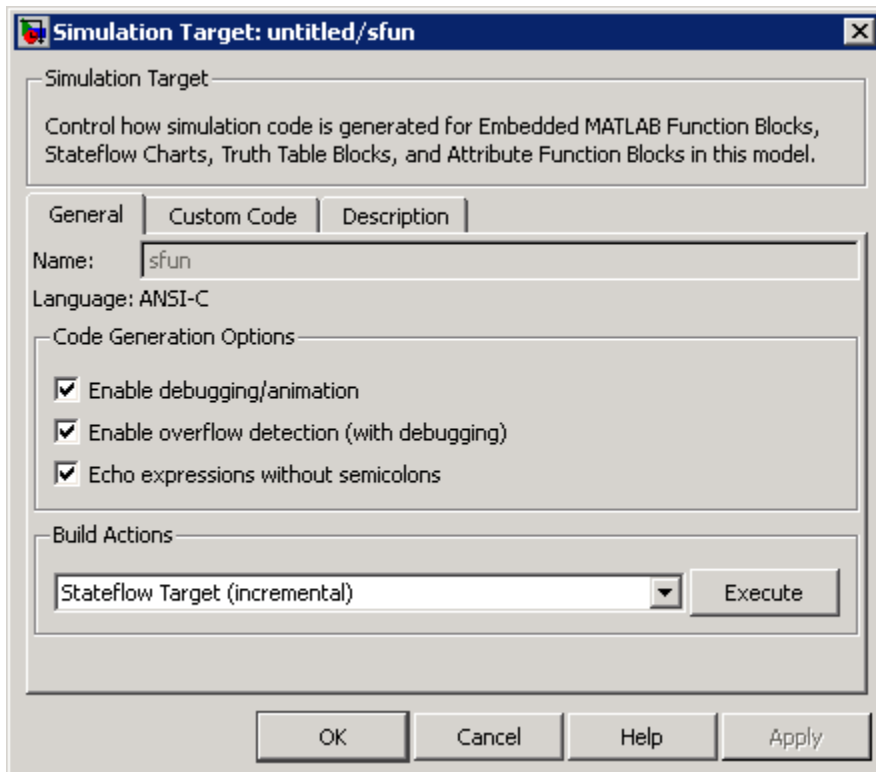 Simulation Target: untitled/sfun
Simulation Target
Control how simulation code is generated for Embedded MATLAB Function Blocks,
Stateflow Charts, Truth Table Blocks, and Attribute Function Blocks in this model.
General Custom Code Description
Name: sfun
Language: ANSI-C
Code Generation Options
Enable debugging/animation
Enable overflow detection (with debugging)
Echo expressions without semicolons
Build Actions
Stateflow Target (incremental) Execute
OK Cancel Help Apply